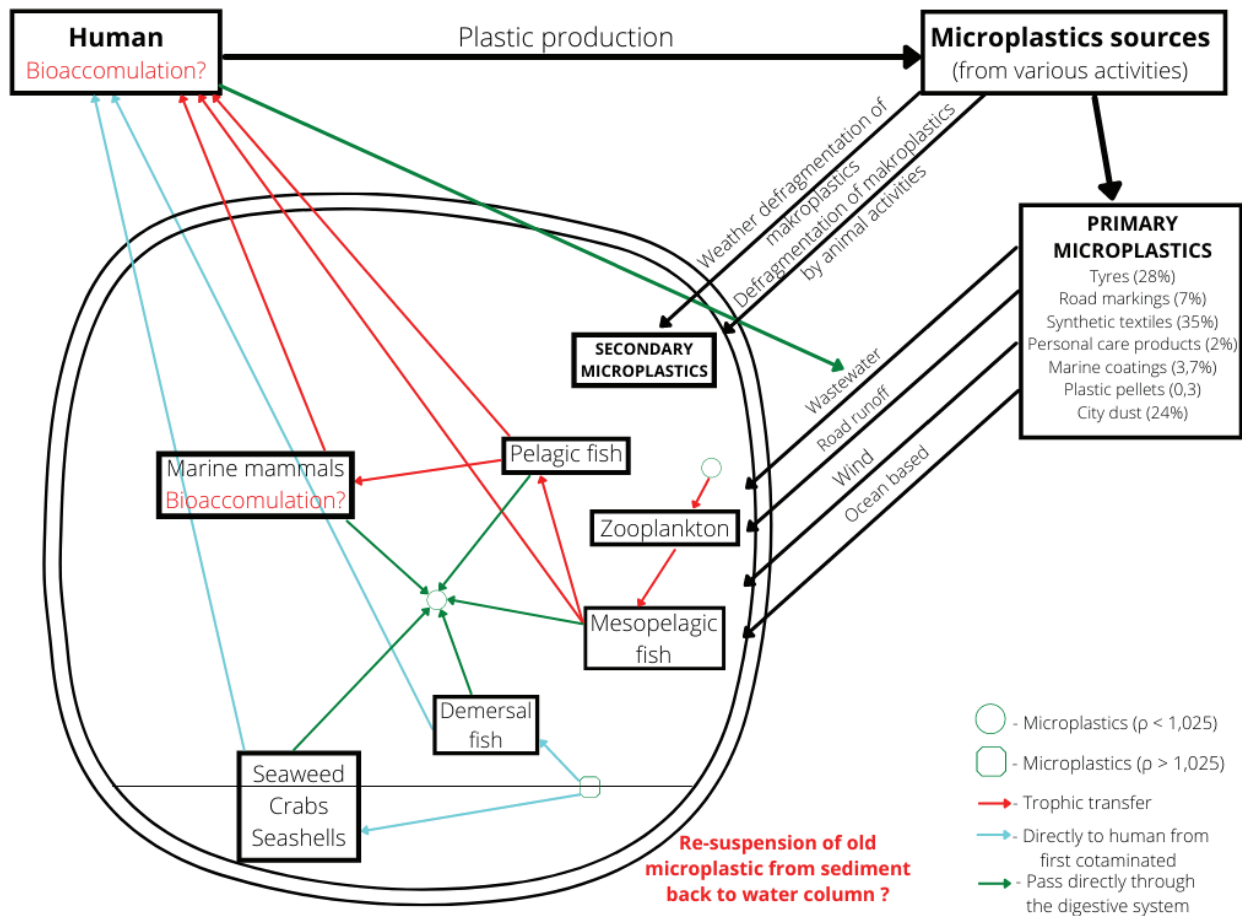 Human
Bioaccomulation?
Plastic production
Microplastics sources
(from various activities)
Weather defragmentation of
makroplastics
Defragmentation of makroplastics
by animal activities
PRIMARY
MICROPLASTICS
Tyres (28%)
Road markings (7%)
Synthetic textiles (35%)
Personal care products (2%)
Marine coatings (3,7%)
Plastic pellets (0,3)
City dust (24%)
SECONDARY
MICROPLASTICS
Wastewater
Road runoff
Wind
Ocean based
Marine mammals
Bioaccomulation?
Pelagic fish
Zooplankton
Mesopelagic
fish
Demersal
fish
Seaweed
Crabs
Seashells
Re-suspension of old
microplastic from sediment
back to water column ?
- Microplastics (ρ < 1,025)
- Microplastics (ρ > 1,025)
- Trophic transfer
- Directly to human from
first cotaminated
- Pass directly through
the digestive system